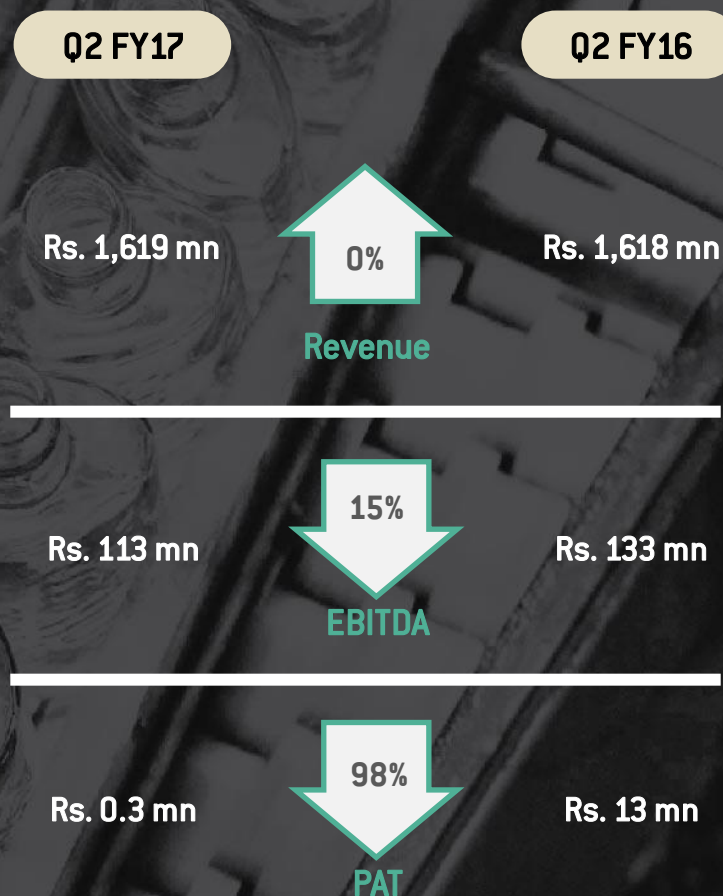 Q2 FY17
Q2 FY16
Rs. 1,619 mn
0%
Rs. 1,618 mn
Revenue
Rs. 113 mn
15%
Rs. 133 mn
EBITDA
Rs. 0.3 mn
98%
Rs. 13 mn
PAT